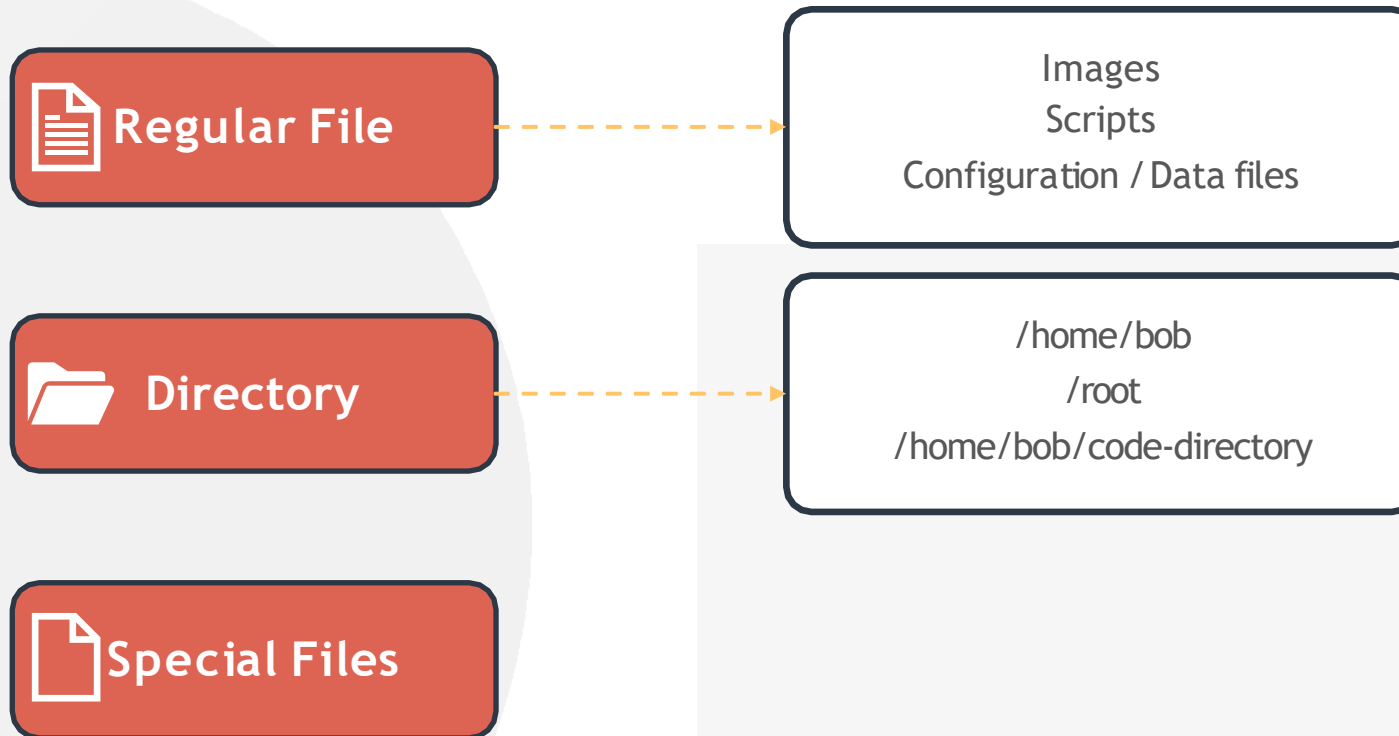 Regular File
Images
Scripts
Configuration / Data files
Directory
/home/bob
/root
/home/bob/code-directory
Special Files